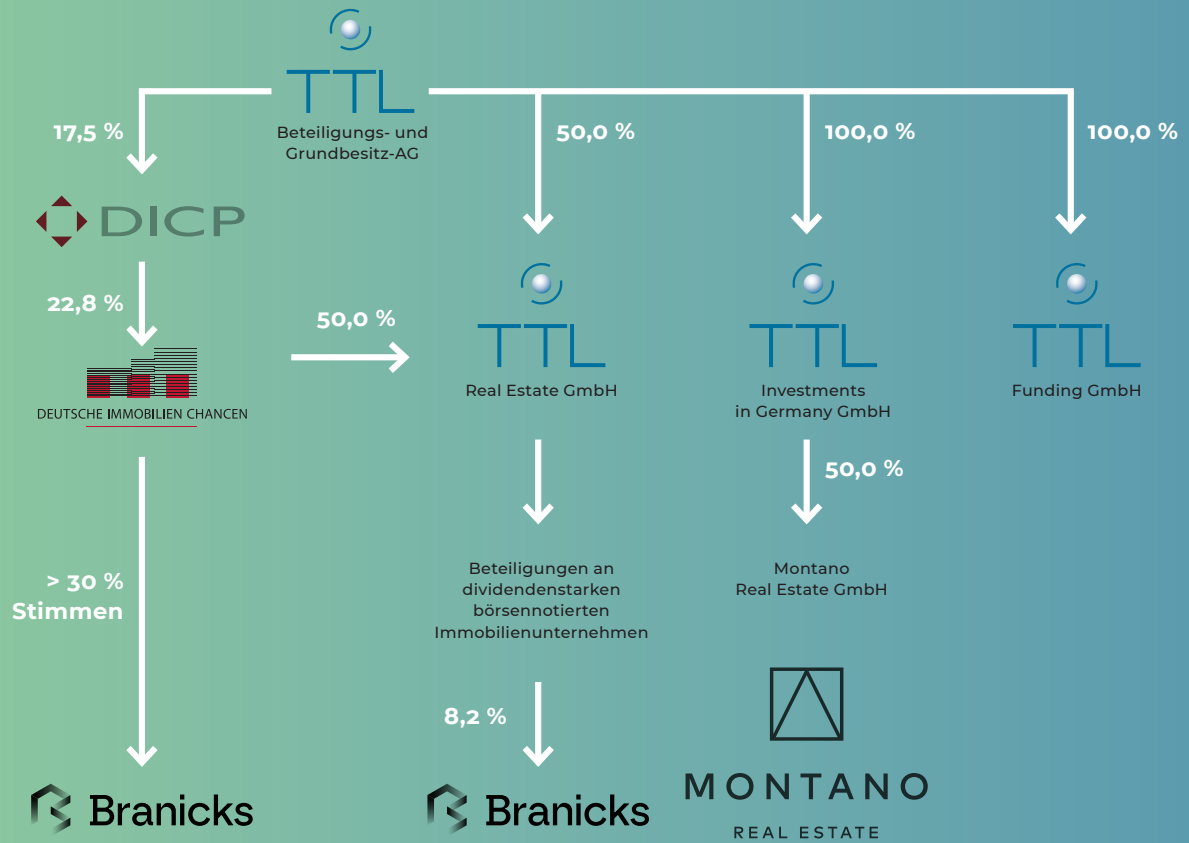 TTL
Beteiligungs- und
Grundbesitz-AG
17,5 %
50,0 %
100,0 %
100,0 %
DICP
22,8 %
50,0 %
DEUTSCHE IMMOBILIEN CHANCEN
TTL
Real Estate GmbH
TTL
Investments
in Germany GmbH
TTL
Funding GmbH
50,0 %
> 30 %
Stimmen
Beteiligungen an
dividendenstarken
börsennotierten
Immobilienunternehmen
Montano
Real Estate GmbH
8,2 %
Branicks
Branicks
MONTANO
REAL ESTATE